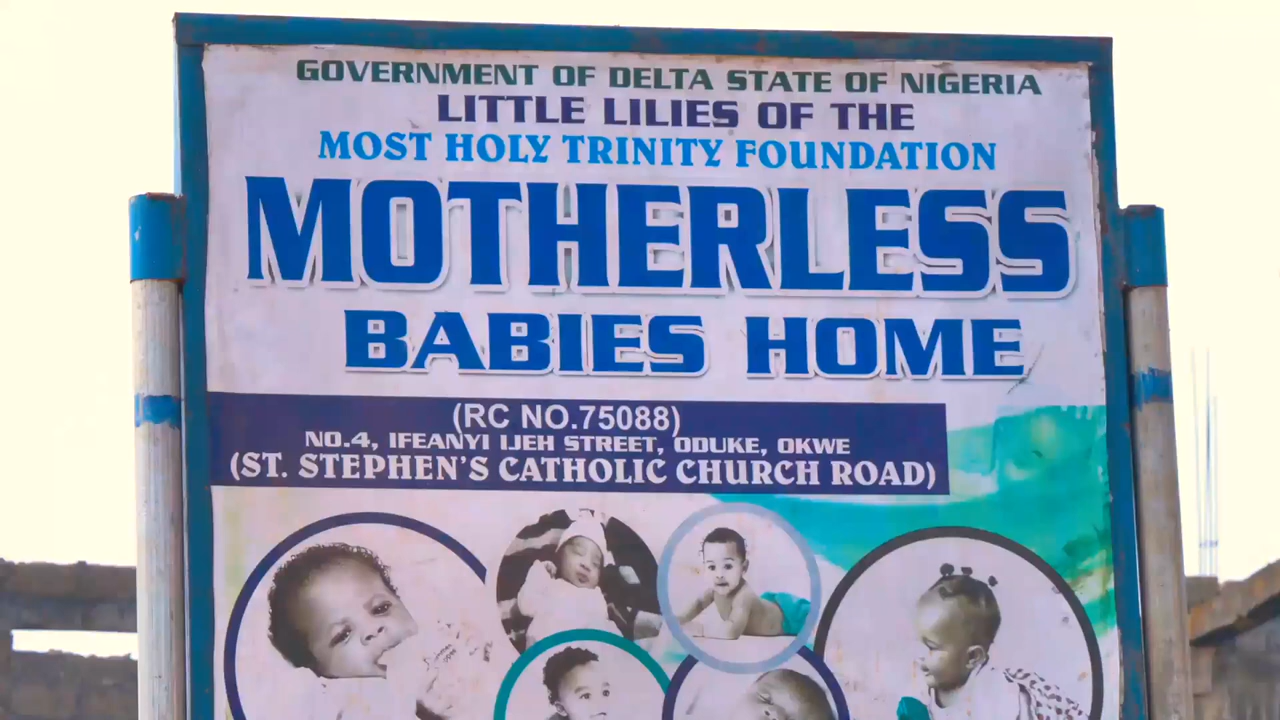 GOVERNMENT OF DELTA STATE OF NIGERIA
LITTLE LILIES OF THE
MOST HOLY TRINITY FOUNDATION
MOTHERLESS
BABIES HOME
(RC NO.75088)
NO.4, IFEANYI IJEH STREET, ODUKE, OKWE
(ST. STEPHEN'S CATHOLIC CHURCH ROAD)